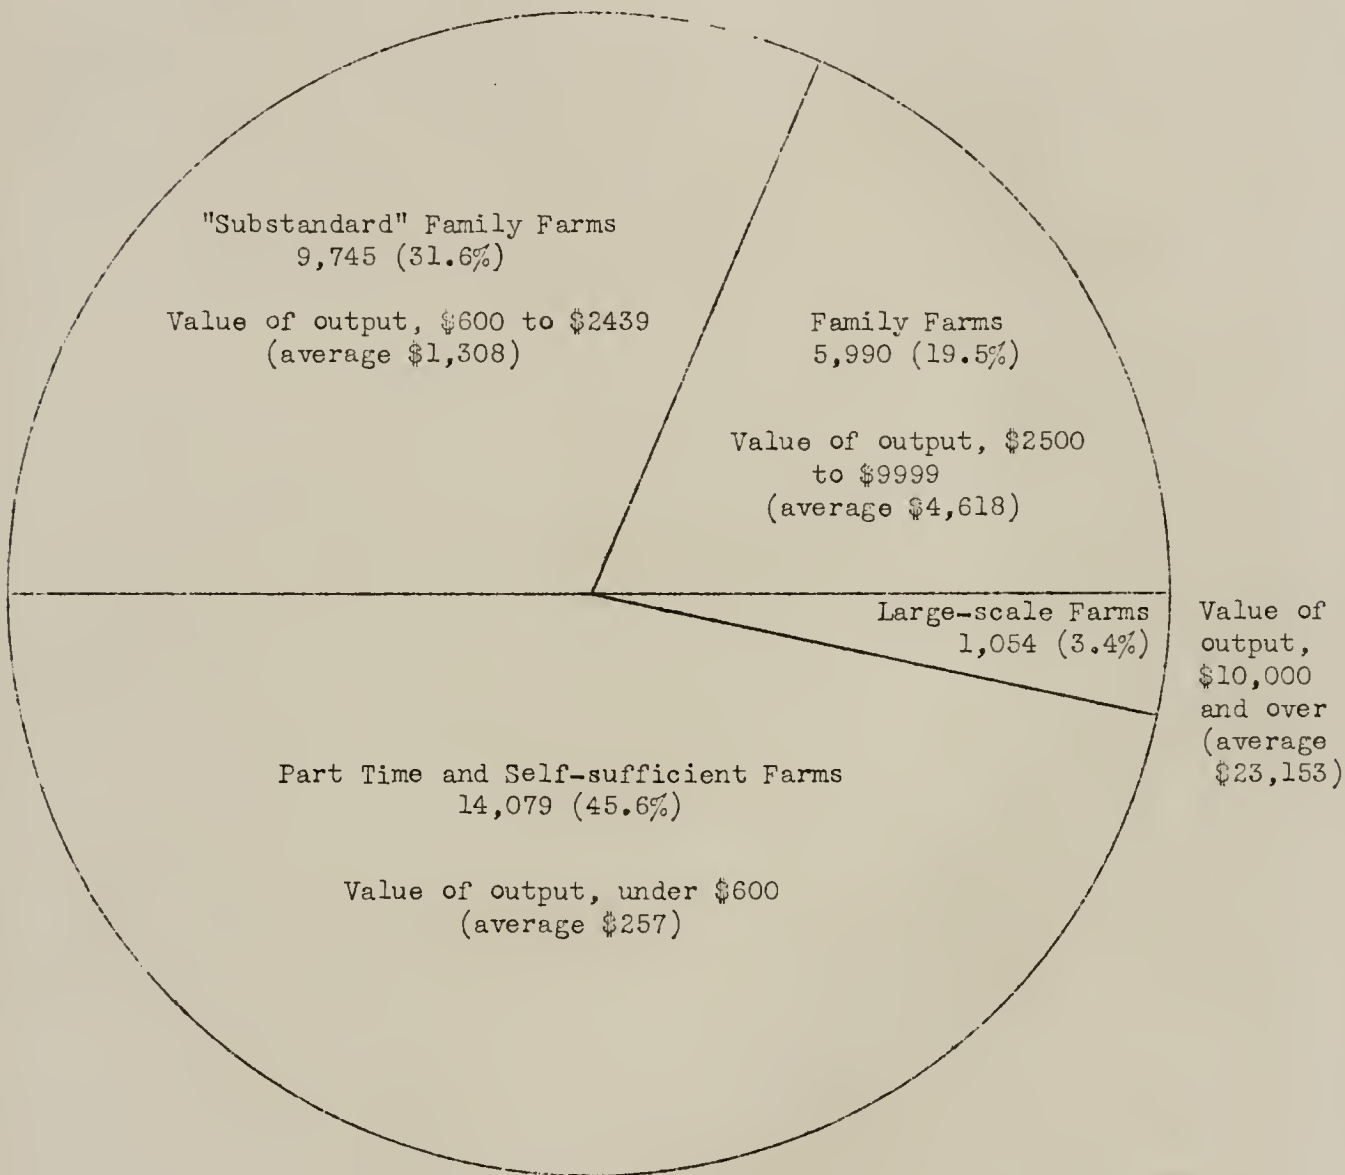 "Substandard" Family Farms
9,745 (31.6%)
Value of output, $600 to $2439
(average $1,308)
Family Farms
5,990 (19.5%)
Value of output, $2500
to $9999
(average $4,618)
Large-scale Farms
1,054 (3.4%)
Value of
output,
$10,000
and over
(average
$23,153)
Part Time and Self-sufficient Farms
14,079 (45.6%)
Value of output, under $600
(average $257)